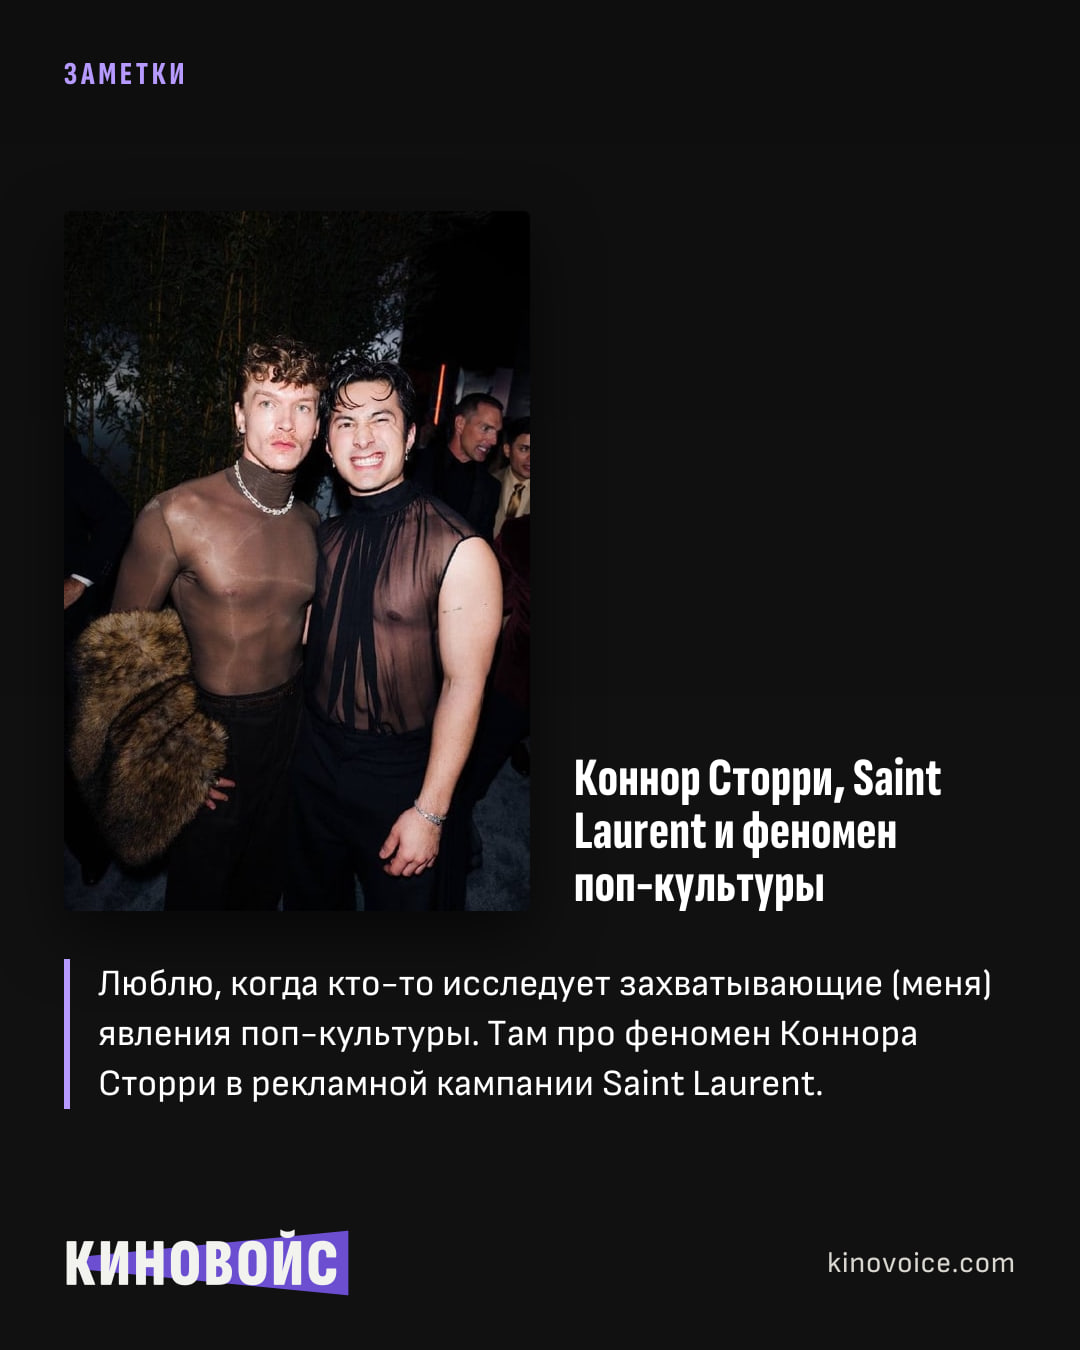 ЗАМЕТКИ
Коннор Сторри, Saint
Laurent и феномен
поп-культуры
Люблю, когда кто-то исследует захватывающие (меня)
явления поп-культуры. Там про феномен Коннора
Сторри в рекламной кампании Saint Laurent.
КИНОВОЙС
kinovoice.com